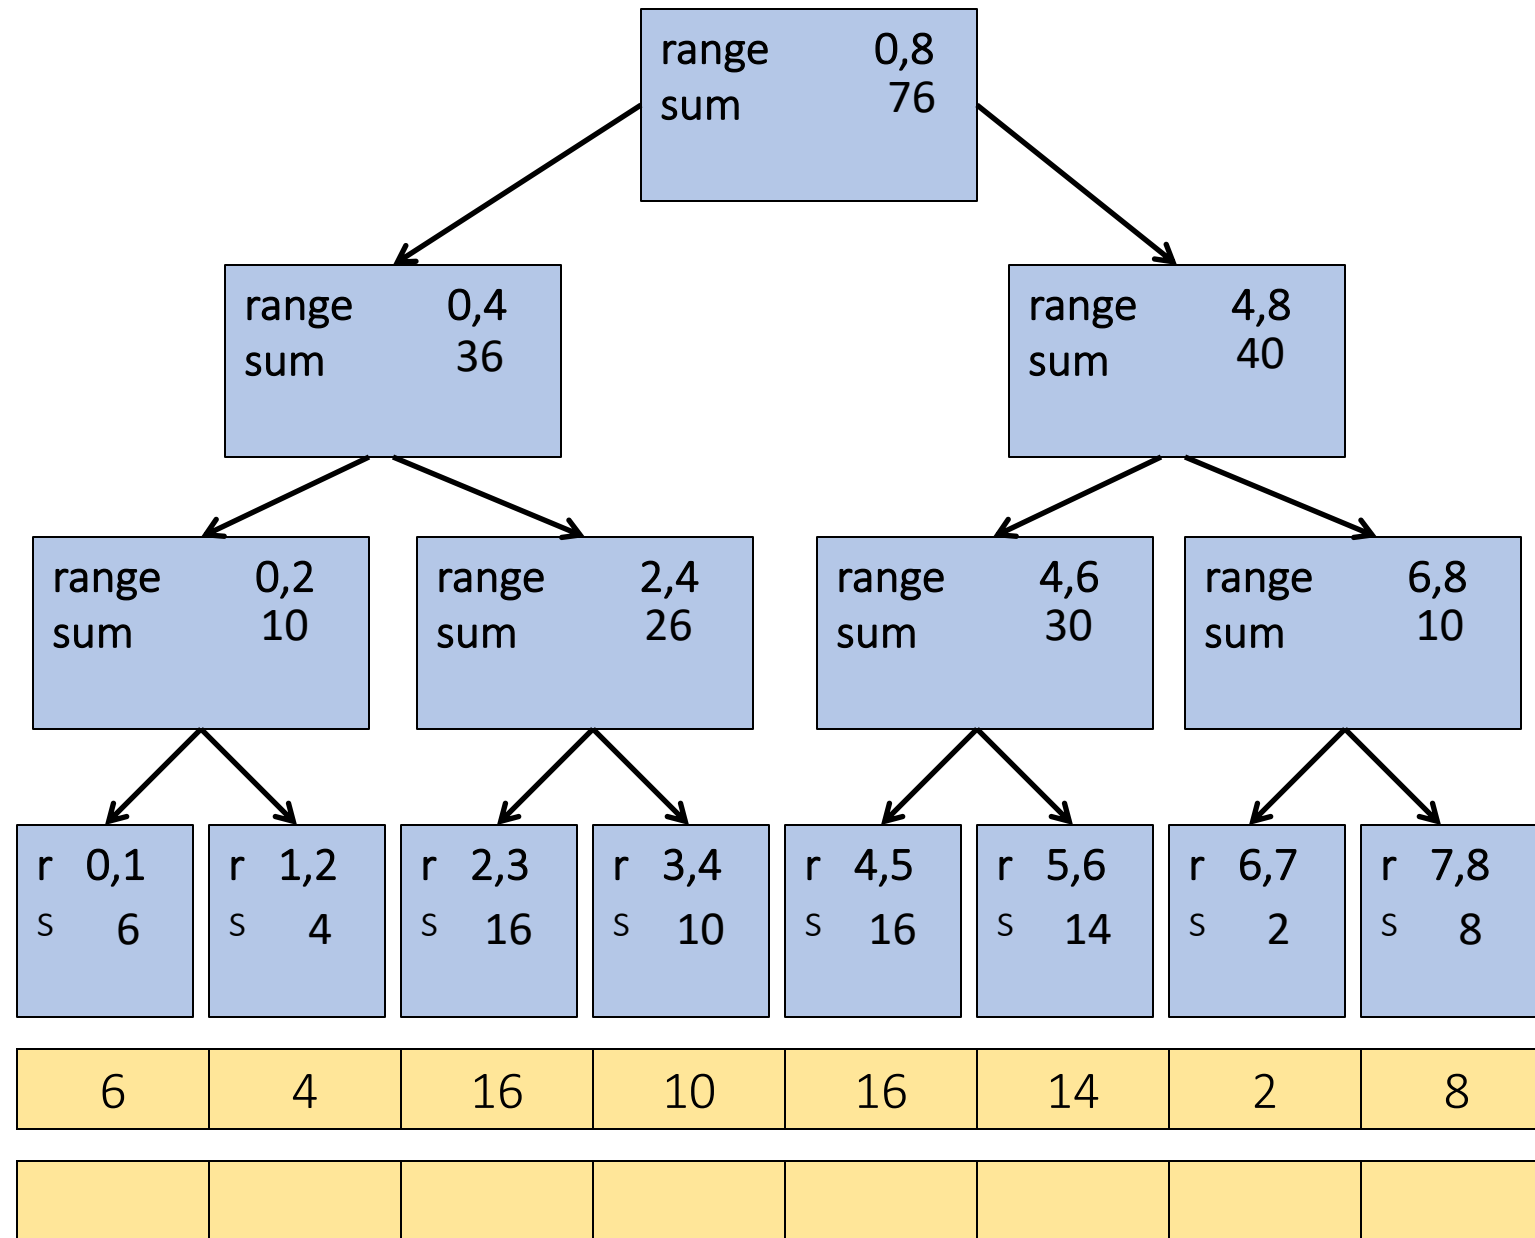 range 0,8
sum 76
range 0,4
sum 36
range 4,8
sum 40
range 0,2
sum 10
range 2,4
sum 26
range 4,6
sum 30
range 6,8
sum 10
r 0,1
s 6
r 1,2
s 4
r 2,3
s 16
r 3,4
s 10
r 4,5
s 16
r 5,6
s 14
r 6,7
s 2
r 7,8
s 8
6 4 16 10 16 14 2 8